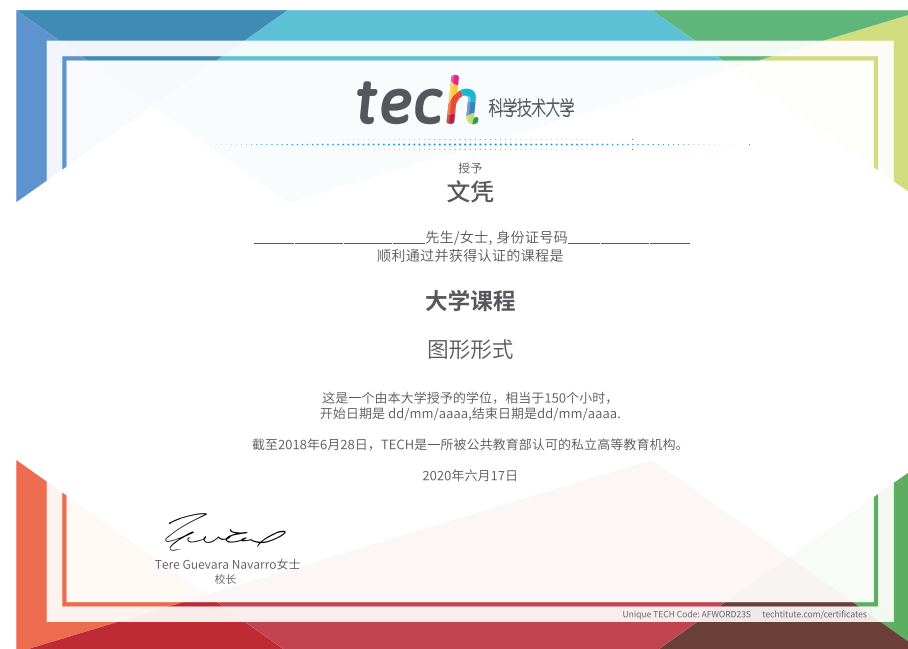 tech 科学技术大学
授予
文凭
先生/女士, 身份证号码
顺利通过并获得认证的课程是
大学课程
图形形式
这是一个由本大学授予的学位，相当于150个小时，
开始日期是 dd/mm/aaaa,结束日期是dd/mm/aaaa.
截至2018年6月28日，TECH是一所被公共教育部认可的私立高等教育机构。
2020年六月17日
Tere Guevara Navarro女士
校长
Unique TECH Code: AFWORD23S techtitute.com/certificates